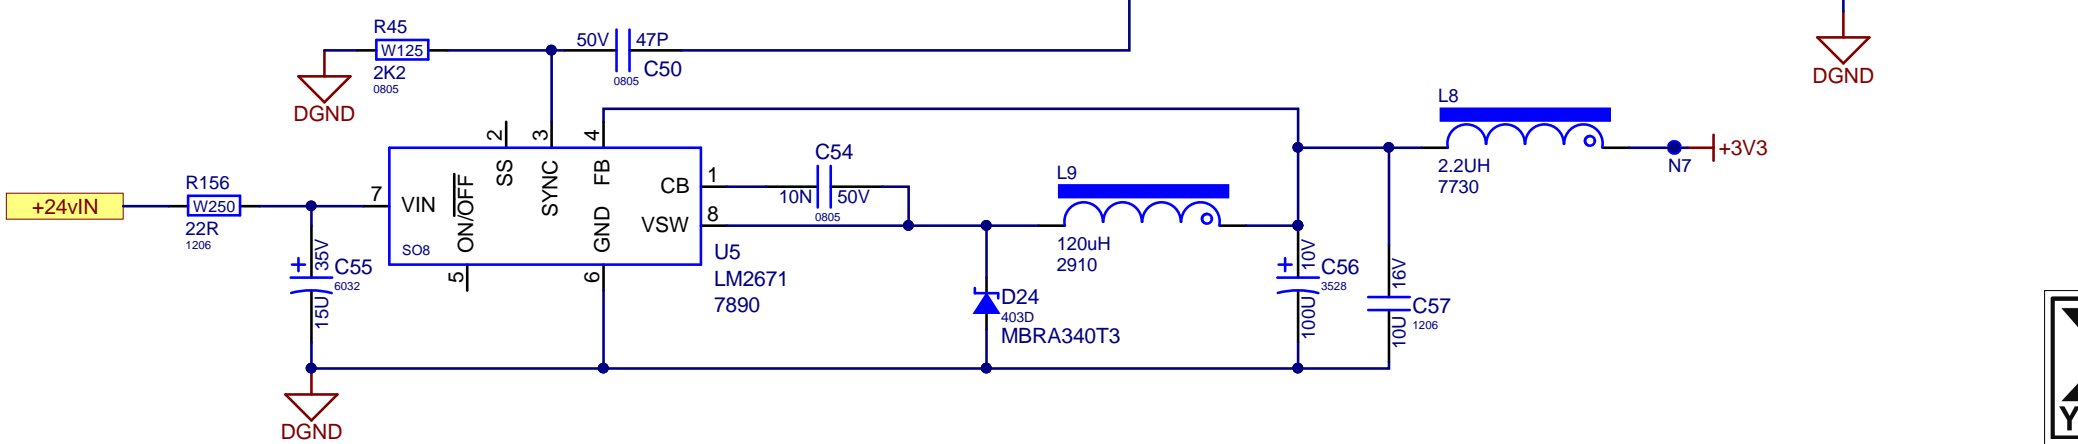 R45
W125
2K2
0805
DGND
50V
47P
C50
0805
DGND
L8
2.2UH
7730
N7
+3V3
+24vIN
R156
W250
22R
1206
35V
C55
6032
15U
DGND
7
VIN
ON/OFF
5
SS
2
SYNC
3
FB
4
GND
6
CB
1
VSW
8
SO8
U5
LM2671
7890
C54
10N
50V
0805
L9
120uH
2910
D24
403D
MBRA340T3
10V
C56
3528
100U
16V
C57
1206
10U
Y